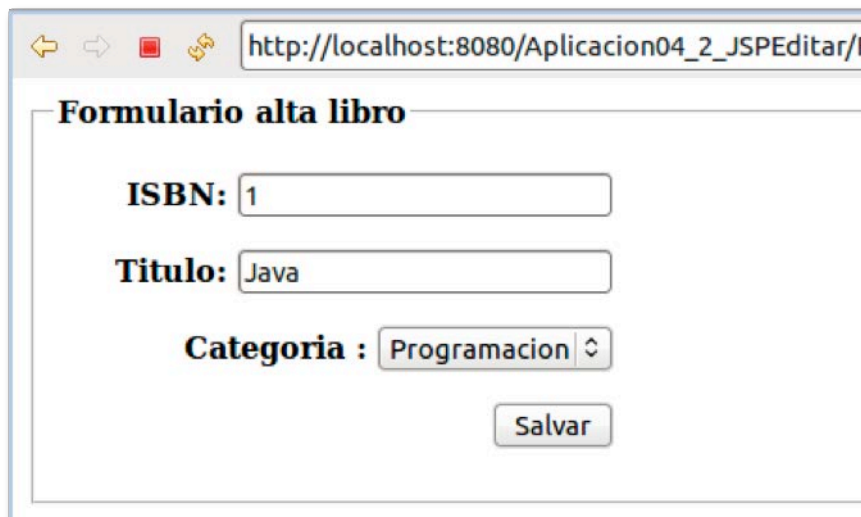 http://localhost:8080/Aplicacion04_2_JSPEditar/
Formulario alta libro
ISBN: 1
Titulo: Java
Categoria : Programacion
Salvar